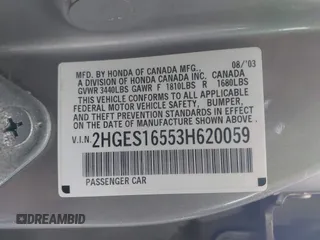 MFD. BY HONDA OF CANADA MFG., 08/'03
A DIVISION OF HONDA CANADA INC. CANADA
GVWR 3440LBS GAWR F 1810LBS R 1680LBS
THIS VEHICLE CONFORMS TO ALL APPLICABLE
FEDERAL MOTOR VEHICLE SAFETY, BUMPER,
AND THEFT PREVENTION STANDARDS IN EFFECT
ON THE DATE OF MANUFACTURE SHOWN ABOVE.
V.I.N. 2HGES16553H620059
PASSENGER CAR
DREAMBID